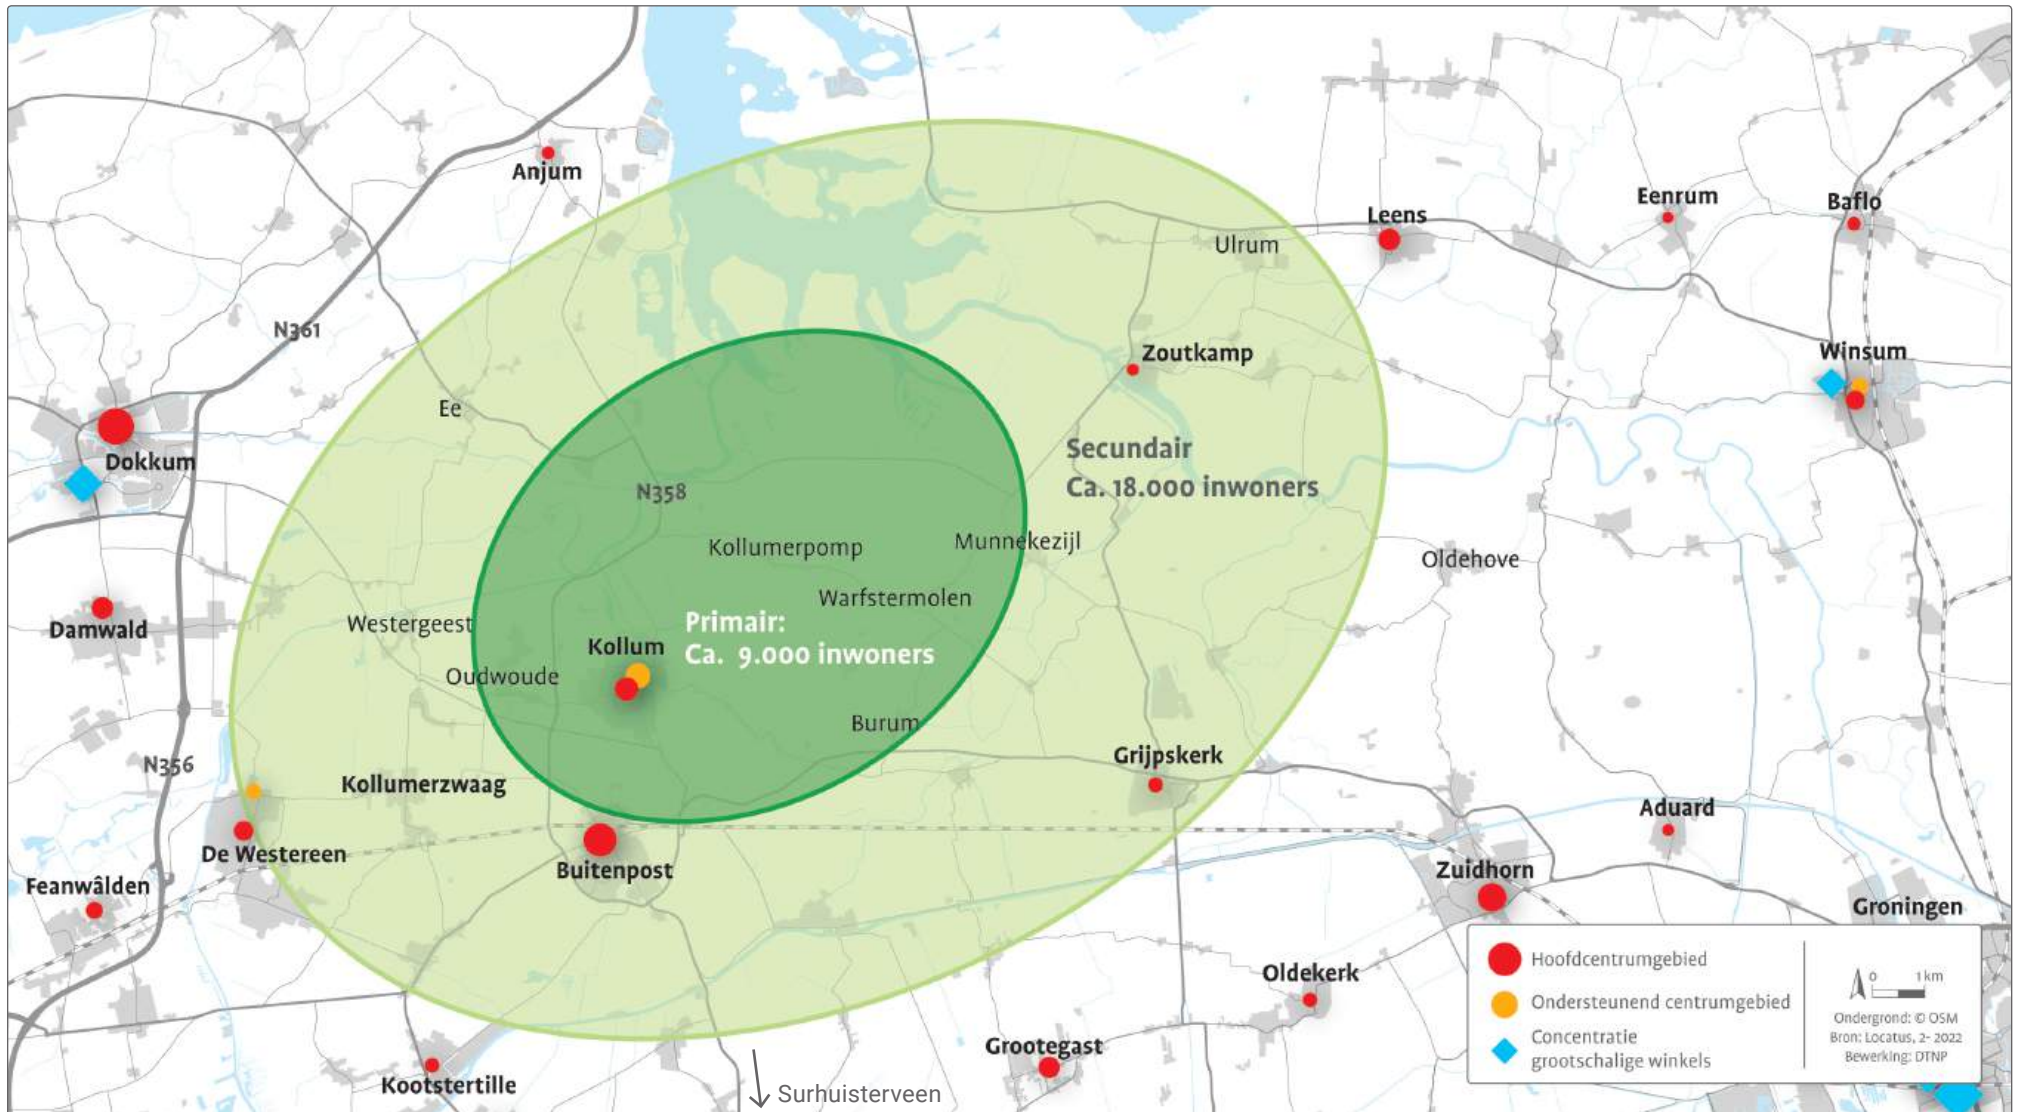 Anjum
Eenrum
Baflo
Leens
Ulrum
N361
Winsum
Zoutkamp
Ee
Dokkum
Secundair
Ca. 18.000 inwoners
N358
Kollumerpomp
Munnekezijl
Oldehove
Warfstermolen
Damwald
Westergeest
Primair:
Ca. 9.000 inwoners
Kollum
Oudwoude
Burum
N356
Grijpskerk
Kollumerzwaag
Aduard
De Westereen
Buitenpost
Zuidhorn
Feanwâlden
Groningen
Oldekerk
Grootegast
Kootstertille
Surhuisterveen
Hoofdcentrumgebied
Ondersteunend centrumgebied
Concentratie
grootschalige winkels
0 1 km
Ondergrond: © OSM
Bron: Locatus, 2- 2022
Bewerking: DTNP